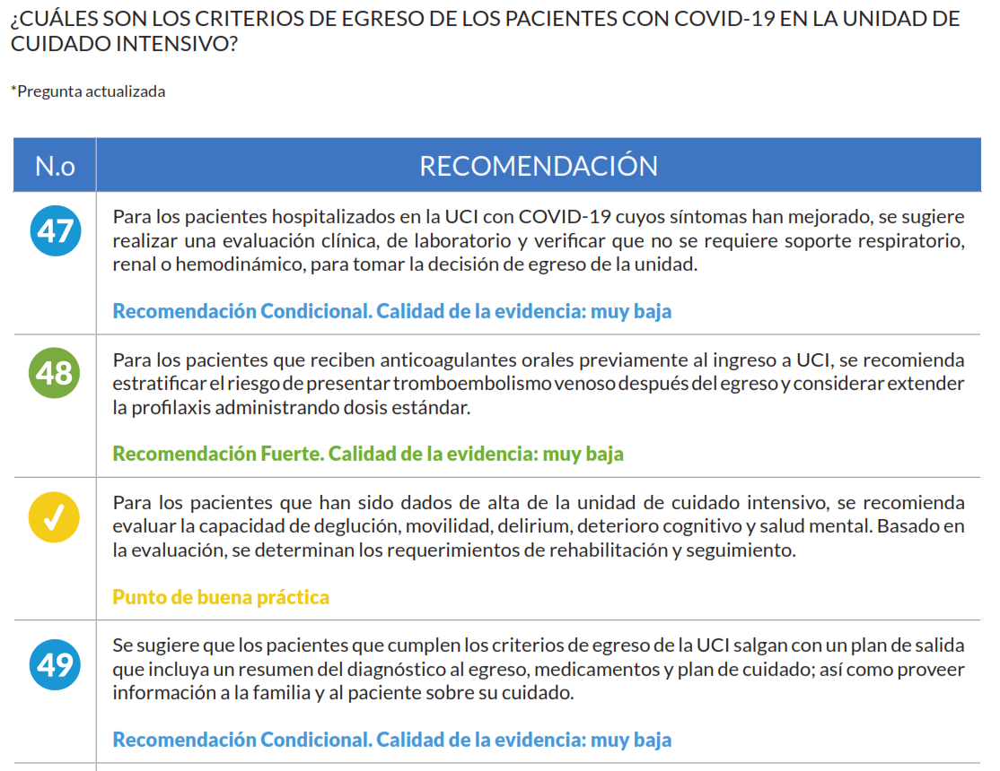 ¿CUÁLES SON LOS CRITERIOS DE EGRESO DE LOS PACIENTES CON COVID-19 EN LA UNIDAD DE
CUIDADO INTENSIVO?
*Pregunta actualizada
N.o RECOMENDACIÓN
47 Para los pacientes hospitalizados en la UCI con COVID-19 cuyos síntomas han mejorado, se sugiere
realizar una evaluación clínica, de laboratorio y verificar que no se requiere soporte respiratorio,
renal o hemodinámico, para tomar la decisión de egreso de la unidad.
Recomendación Condicional. Calidad de la evidencia: muy baja
48 Para los pacientes que reciben anticoagulantes orales previamente al ingreso a UCI, se recomienda
estratificar el riesgo de presentar tromboembolismo venoso después del egreso y considerar extender
la profilaxis administrando dosis estándar.
Recomendación Fuerte. Calidad de la evidencia: muy baja
Para los pacientes que han sido dados de alta de la unidad de cuidado intensivo, se recomienda
evaluar la capacidad de deglución, movilidad, delirium, deterioro cognitivo y salud mental. Basado en
la evaluación, se determinan los requerimientos de rehabilitación y seguimiento.
Punto de buena práctica
49 Se sugiere que los pacientes que cumplen los criterios de egreso de la UCI salgan con un plan de salida
que incluya un resumen del diagnóstico al egreso, medicamentos y plan de cuidado; así como proveer
información a la familia y al paciente sobre su cuidado.
Recomendación Condicional. Calidad de la evidencia: muy baja